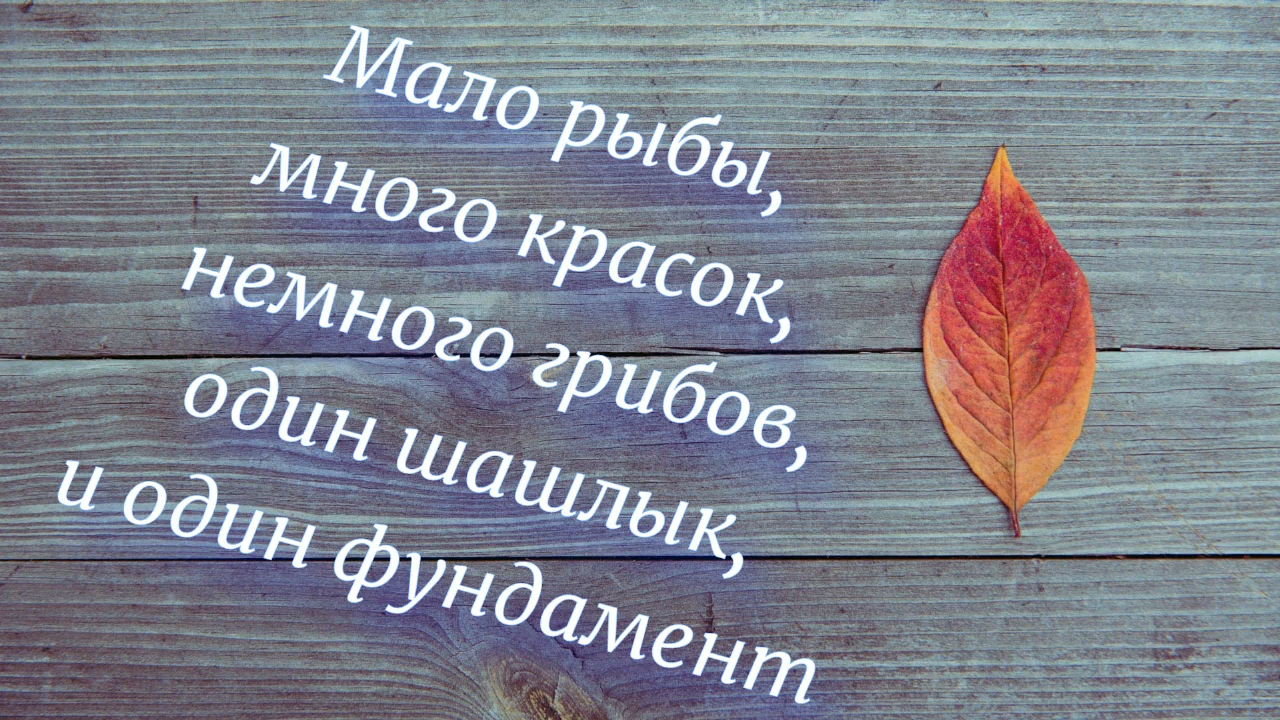 Мало рыбы,
много красок,
немного грибов,
один шашлык,
и один фундамент